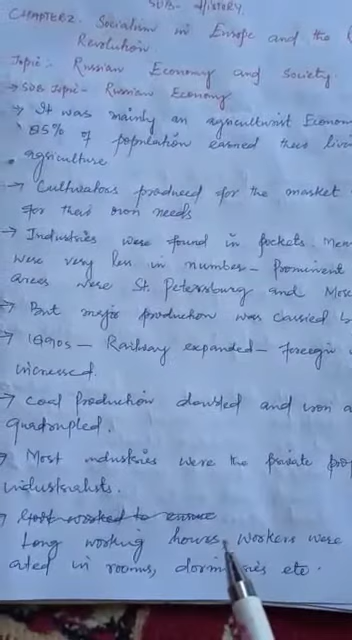 SUB- HISTORY.
CHAPTER2. Socialism in Europe and the R
Revolution.
Topic:- Russian Economy and Society.
→ SUB Topic- Russian Economy
→ It was mainly an agriculturist Econom
85% of population earned their livi
agriculture
→ Cultivators produced for the market
for their own needs
→ Industries were found in pockets.
were very less in number - Prominent
areas were St. Petersburg and Mos
→ But major production was carried b
→ 1890s - Railway expanded - foreign
increased.
→ Coal Production doubled and iron a
quadrupled.
→ Most industries were the private pro
industrialists.
→
Long working hours, workers were
ated in rooms, dormitories etc.